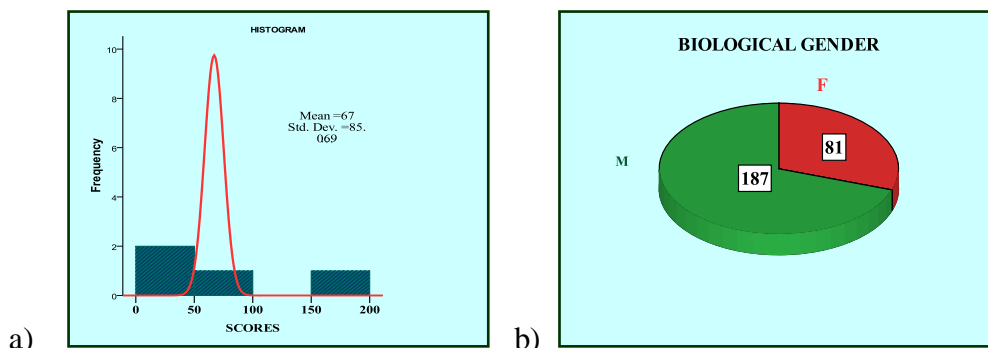 HISTOGRAM
10
8
6
4
2
0
Frequency
Mean =67
Std. Dev. =85.
069
0
50
100
150
200
SCORES
a)
BIOLOGICAL GENDER
F
81
M
187
b)